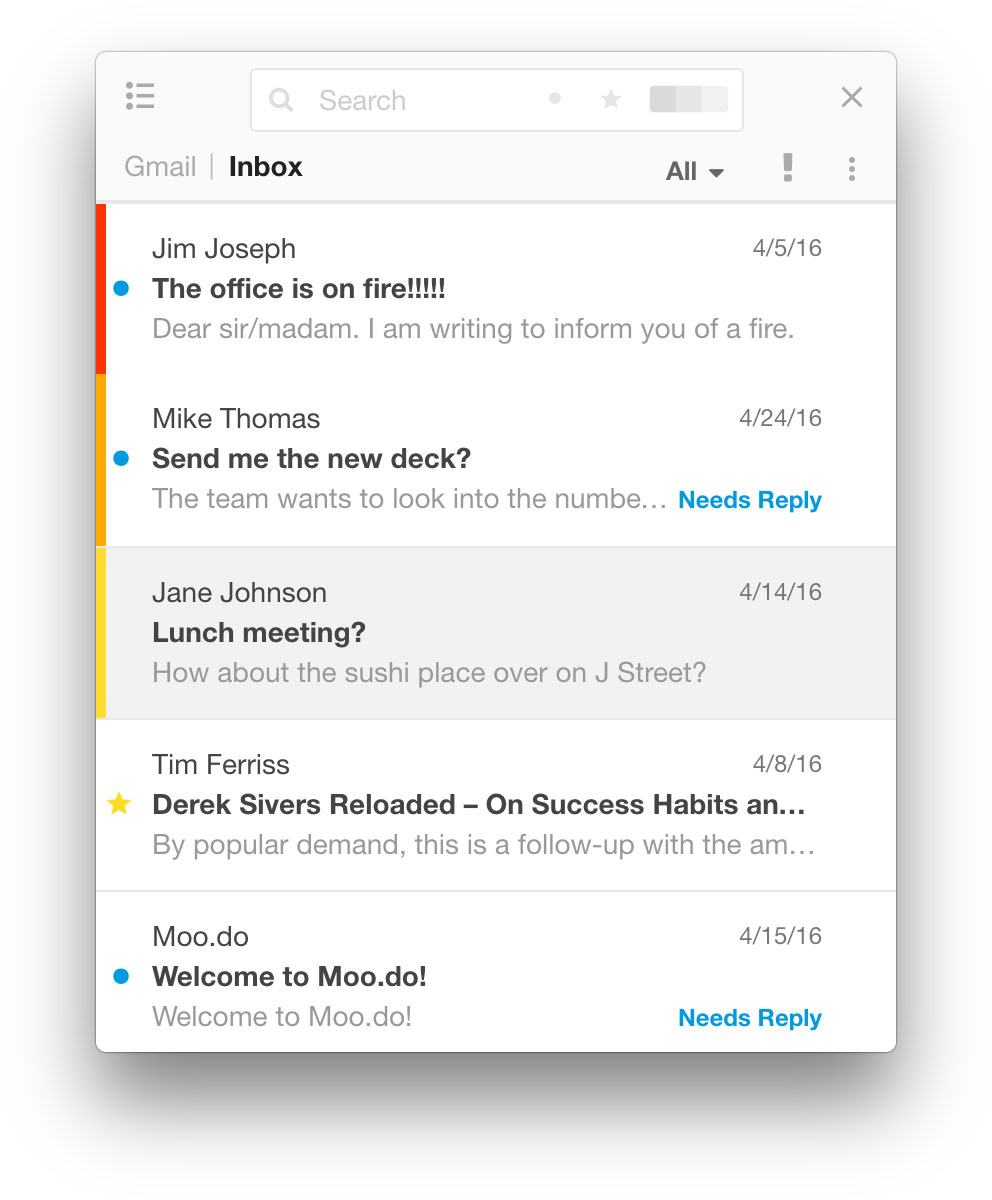 Search
Gmail | Inbox All
Jim Joseph 4/5/16
The office is on fire!!!!!
Dear sir/madam. I am writing to inform you of a fire.
Mike Thomas 4/24/16
Send me the new deck?
The team wants to look into the numbe… Needs Reply
Jane Johnson 4/14/16
Lunch meeting?
How about the sushi place over on J Street?
Tim Ferriss 4/8/16
Derek Sivers Reloaded – On Success Habits an…
By popular demand, this is a follow-up with the am…
Moo.do 4/15/16
Welcome to Moo.do!
Welcome to Moo.do! Needs Reply